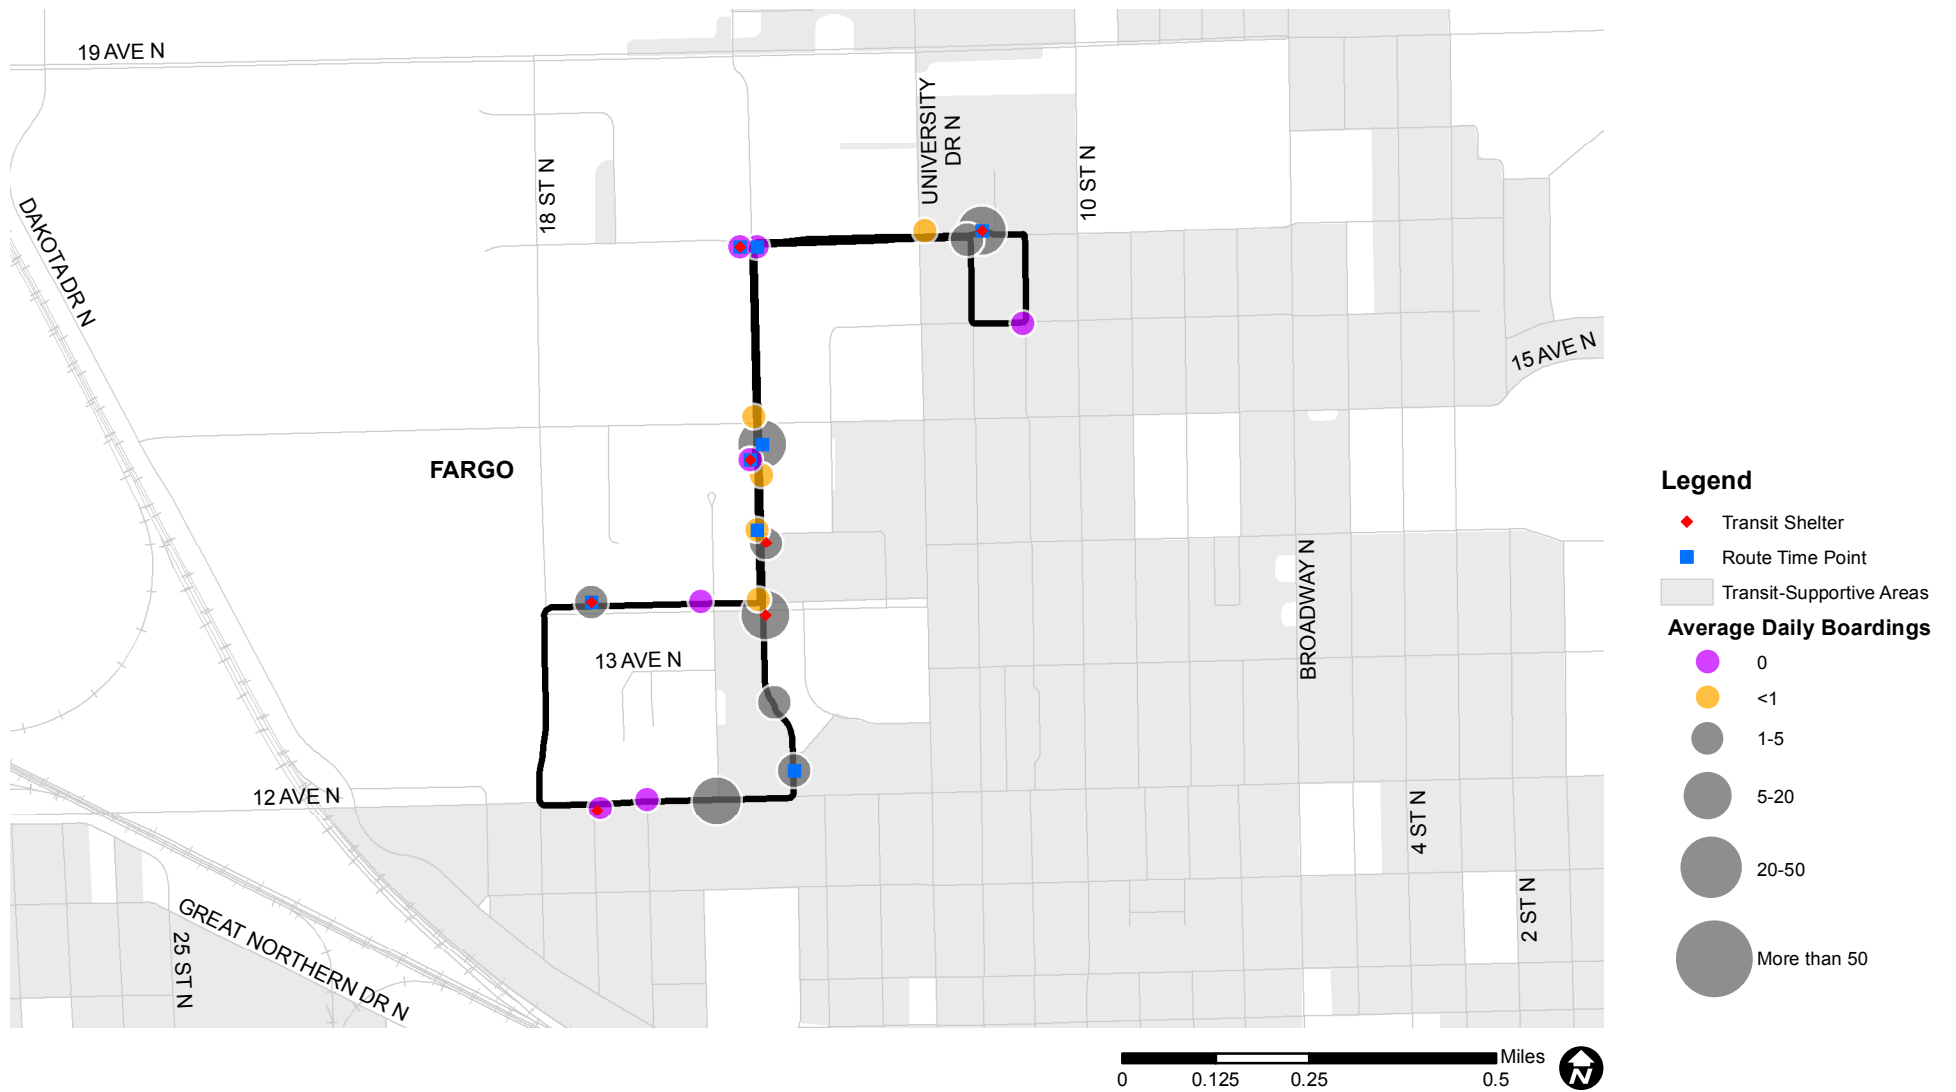 19 AVE N
UNIVERSITY
DR N
18 ST N
10 ST N
DAKOTA DR N
15 AVE N
FARGO
BROADWAY N
13 AVE N
12 AVE N
4 ST N
2 ST N
GREAT NORTHERN DR N
25 ST N
Legend
Transit Shelter
Route Time Point
Transit-Supportive Areas
Average Daily Boardings
0
<1
1-5
5-20
20-50
More than 50
Miles
0 0.125 0.25 0.5
N